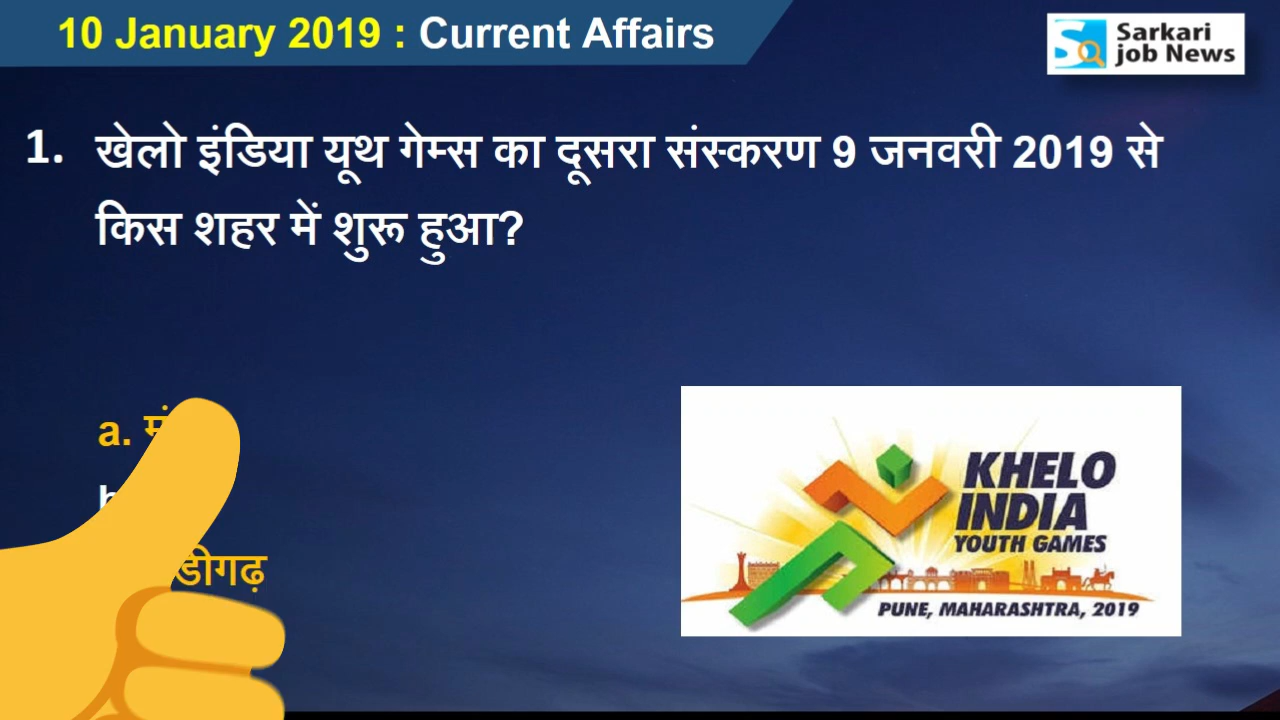 10 January 2019 : Current Affairs
Sarkari
Job News
1. खेलो इंडिया यूथ गेम्स का दूसरा संस्करण 9 जनवरी 2019 से
किस शहर में शुरू हुआ?
a.
KHELO
INDIA
YOUTH GAMES
PUNE, MAHARASHTRA, 2019